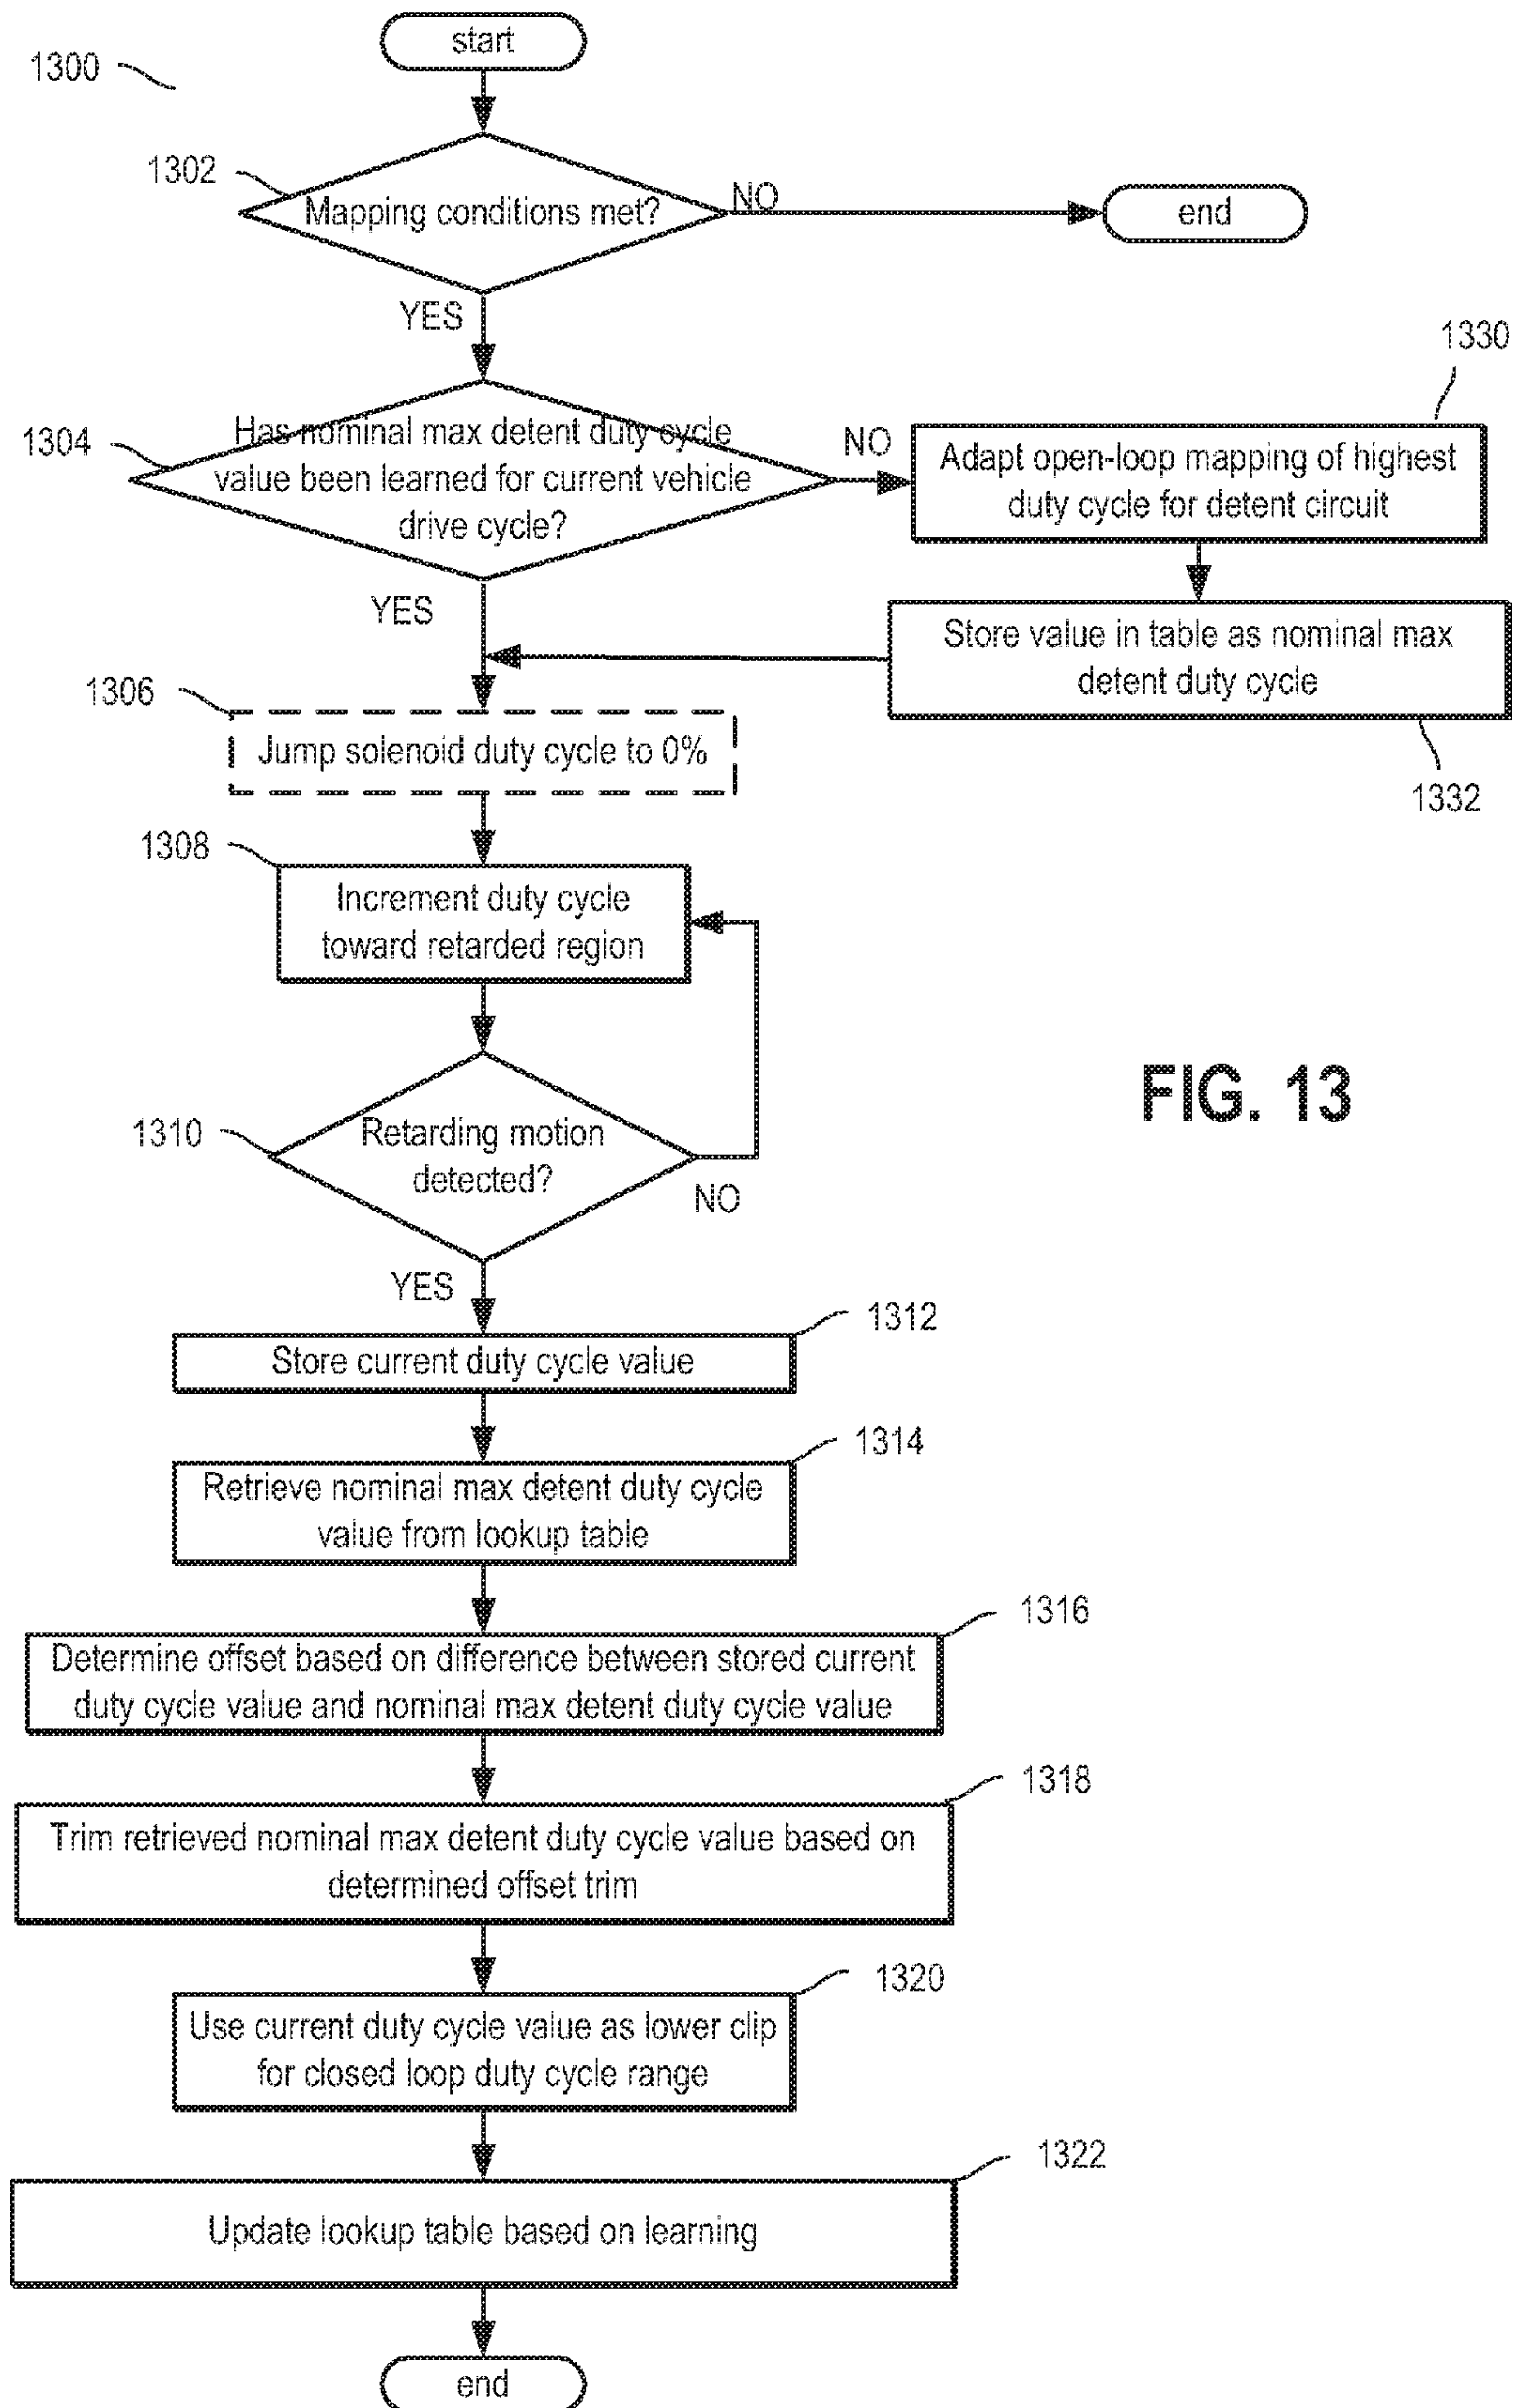 start
1300
1302
Mapping conditions met?
NO
end
YES
1330
1304
Has nominal max detent duty cycle
value been learned for current vehicle
drive cycle?
NO
Adapt open-loop mapping of highest
duty cycle for detent circuit
YES
Store value in table as nominal max
detent duty cycle
1332
1306
Jump solenoid duty cycle to 0%
1308
Increment duty cycle
toward retarded region
1310
Retarding motion
detected?
NO
FIG. 13
YES
1312
Store current duty cycle value
1314
Retrieve nominal max detent duty cycle
value from lookup table
1316
Determine offset based on difference between stored current
duty cycle value and nominal max detent duty cycle value
1318
Trim retrieved nominal max detent duty cycle value based on
determined offset trim
1320
Use current duty cycle value as lower clip
for closed loop duty cycle range
1322
Update lookup table based on learning
end